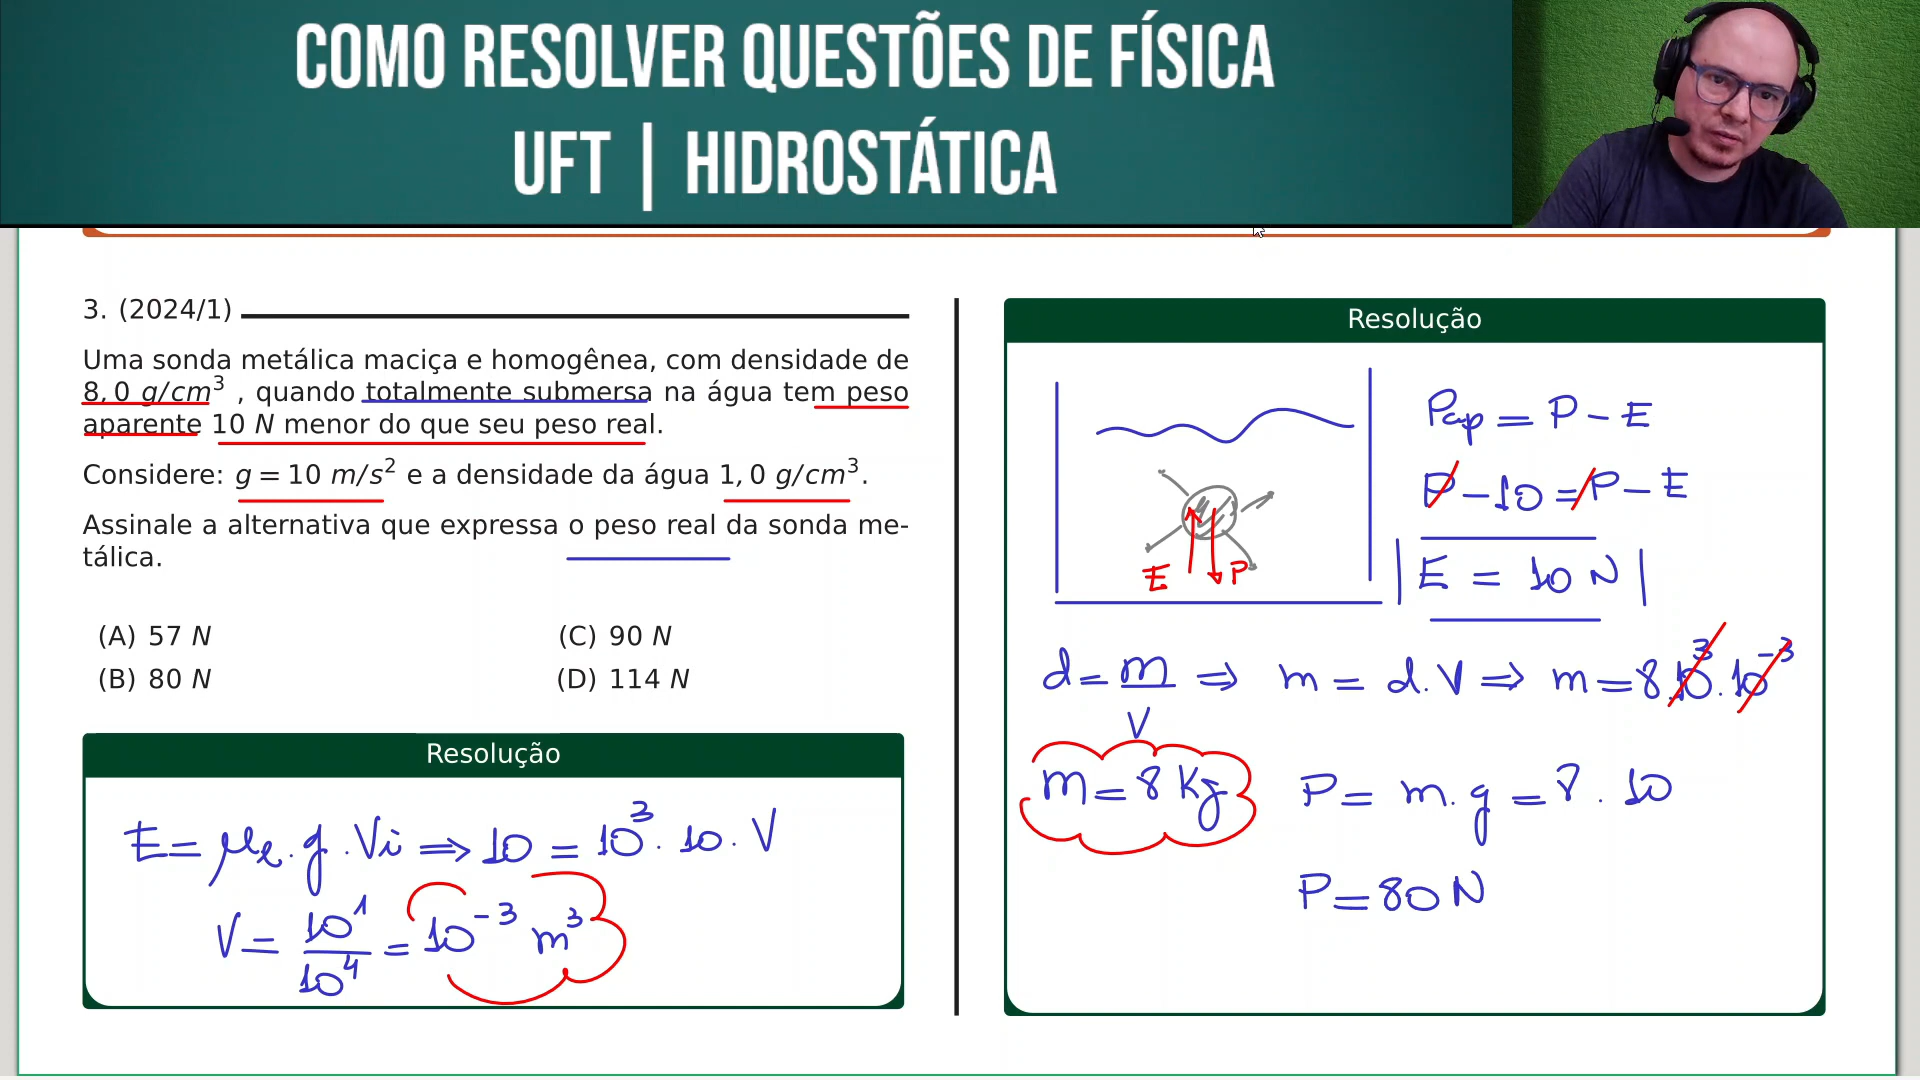 COMO RESOLVER QUESTÕES DE FÍSICA
UFT | HIDROSTÁTICA
3. (2024/1)
Uma sonda metálica maciça e homogênea, com densidade de
8,0 g/cm³ , quando totalmente submersa na água tem peso
aparente 10 N menor do que seu peso real.
Considere: g = 10 m/s² e a densidade da água 1,0 g/cm³.
Assinale a alternativa que expressa o peso real da sonda me-
tálica.
(A) 57 N
(B) 80 N
(C) 90 N
(D) 114 N
Resolução
E = μℓ . g . Vi ⇒ 10 = 10³ . 10 . V
V = 10¹/10⁴ = 10⁻³ m³
Resolução
E P
Pap = P - E
P - 10 = P - E
|E = 10 N|
d = m/V ⇒ m = d . V ⇒ m = 8.10³ . 10⁻³
m = 8 Kg P = m . g = 8 . 10
P = 80 N